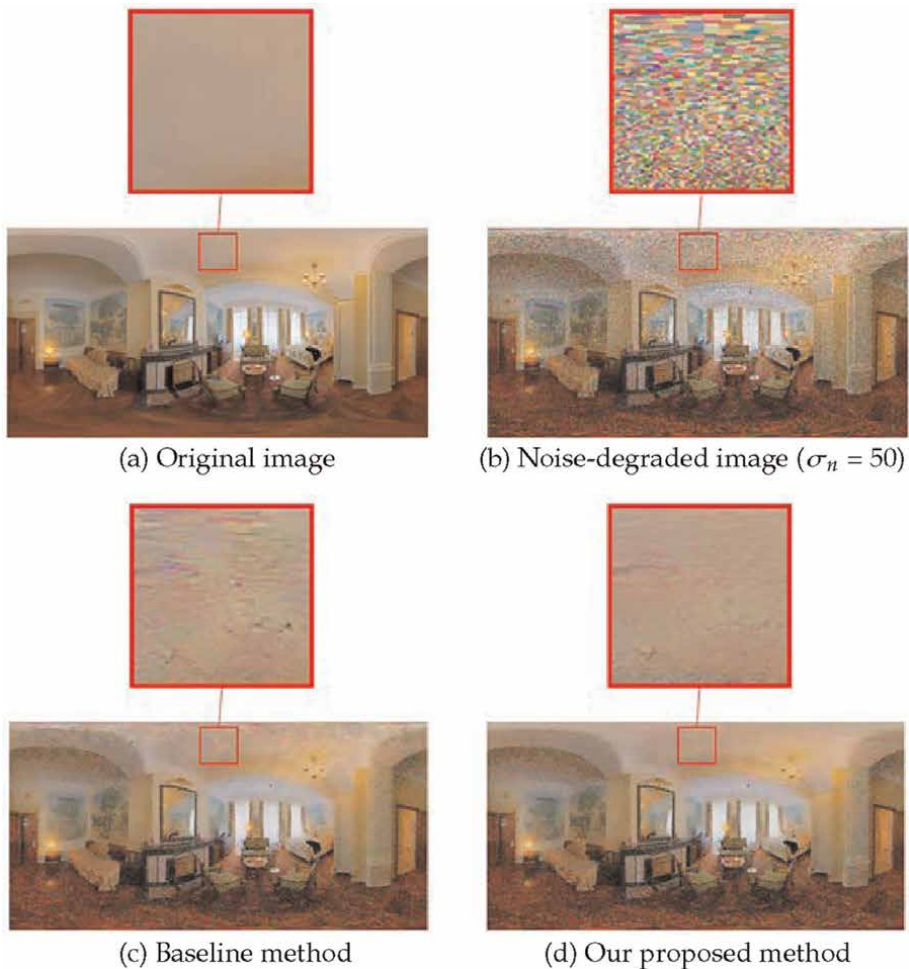 (a) Original image
(b) Noise-degraded image (σₙ = 50)
(c) Baseline method
(d) Our proposed method